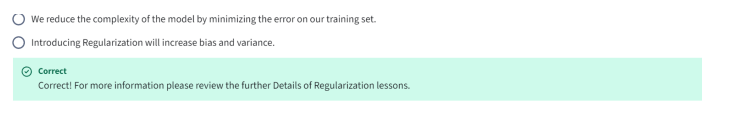 We reduce the complexity of the model by minimizing the error on our training set.
Introducing Regularization will increase bias and variance.
Correct
Correct! For more information please review the further Details of Regularization lessons.